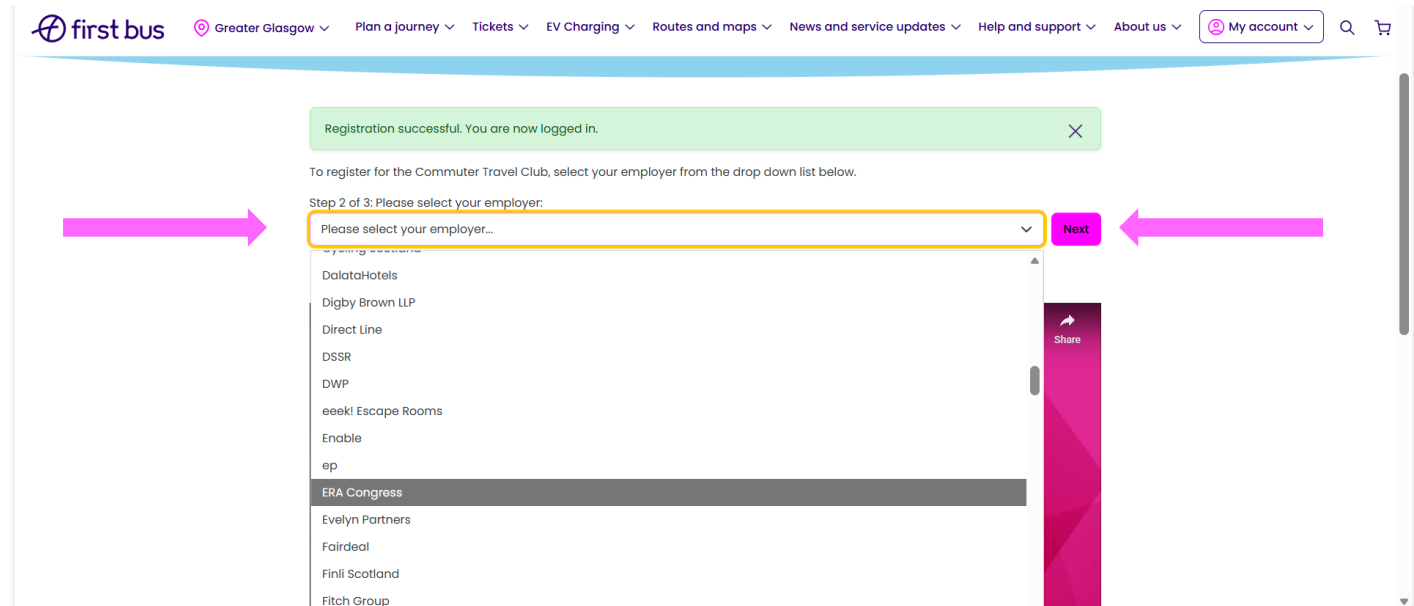 first bus
Greater Glasgow
Plan a journey
Tickets
EV Charging
Routes and maps
News and service updates
Help and support
About us
My account
Registration successful. You are now logged in.
To register for the Commuter Travel Club, select your employer from the drop down list below.
Step 2 of 3: Please select your employer:
Please select your employer...
Next
DalataHotels
Digby Brown LLP
Direct Line
Share
DSSR
DWP
eeek! Escape Rooms
Enable
ep
ERA Congress
Evelyn Partners
Fairdeal
Finli Scotland
Fitch Group